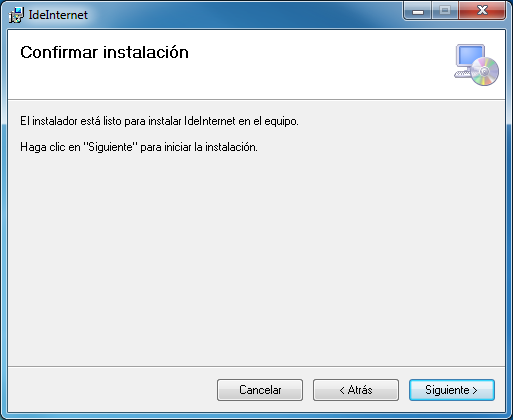 IdeInternet
Confirmar instalación
El instalador está listo para instalar IdeInternet en el equipo.
Haga clic en "Siguiente" para iniciar la instalación.
Cancelar
< Atrás
Siguiente >